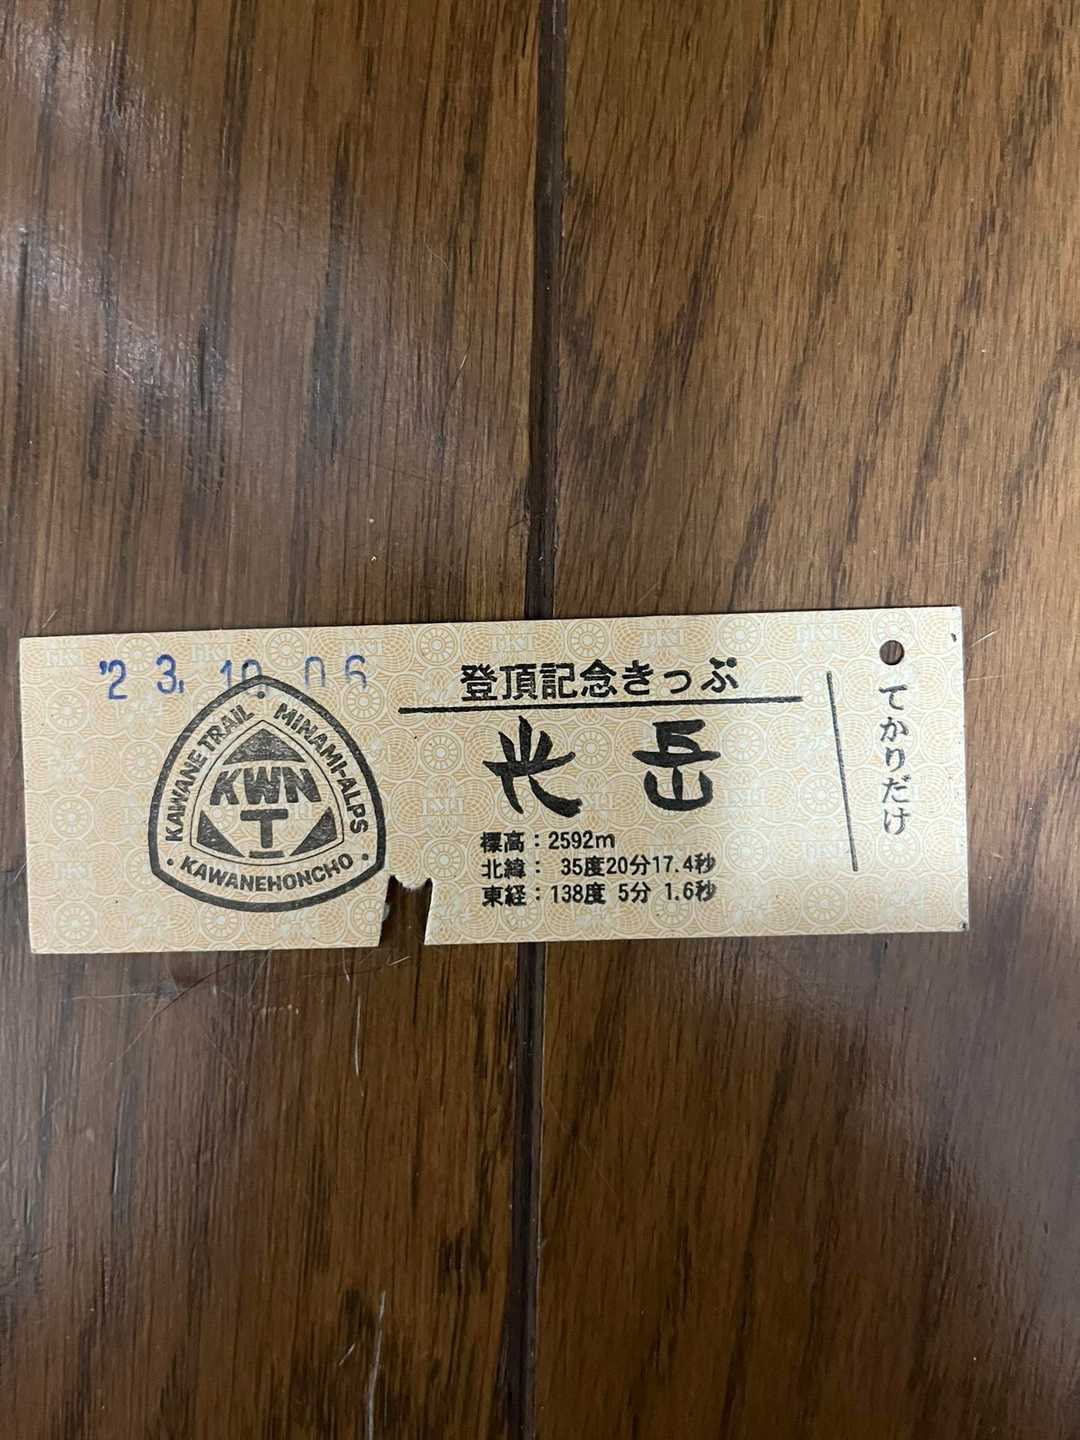 '23.10.06
KAWANE TRAIL · MINAMI-ALPS · KAWANEHONCHO ·
KWN
T
登頂記念きっぷ
光岳
標高：2592m
北緯： 35度20分17.4秒
東経：138度 5分 1.6秒
てかりだけ